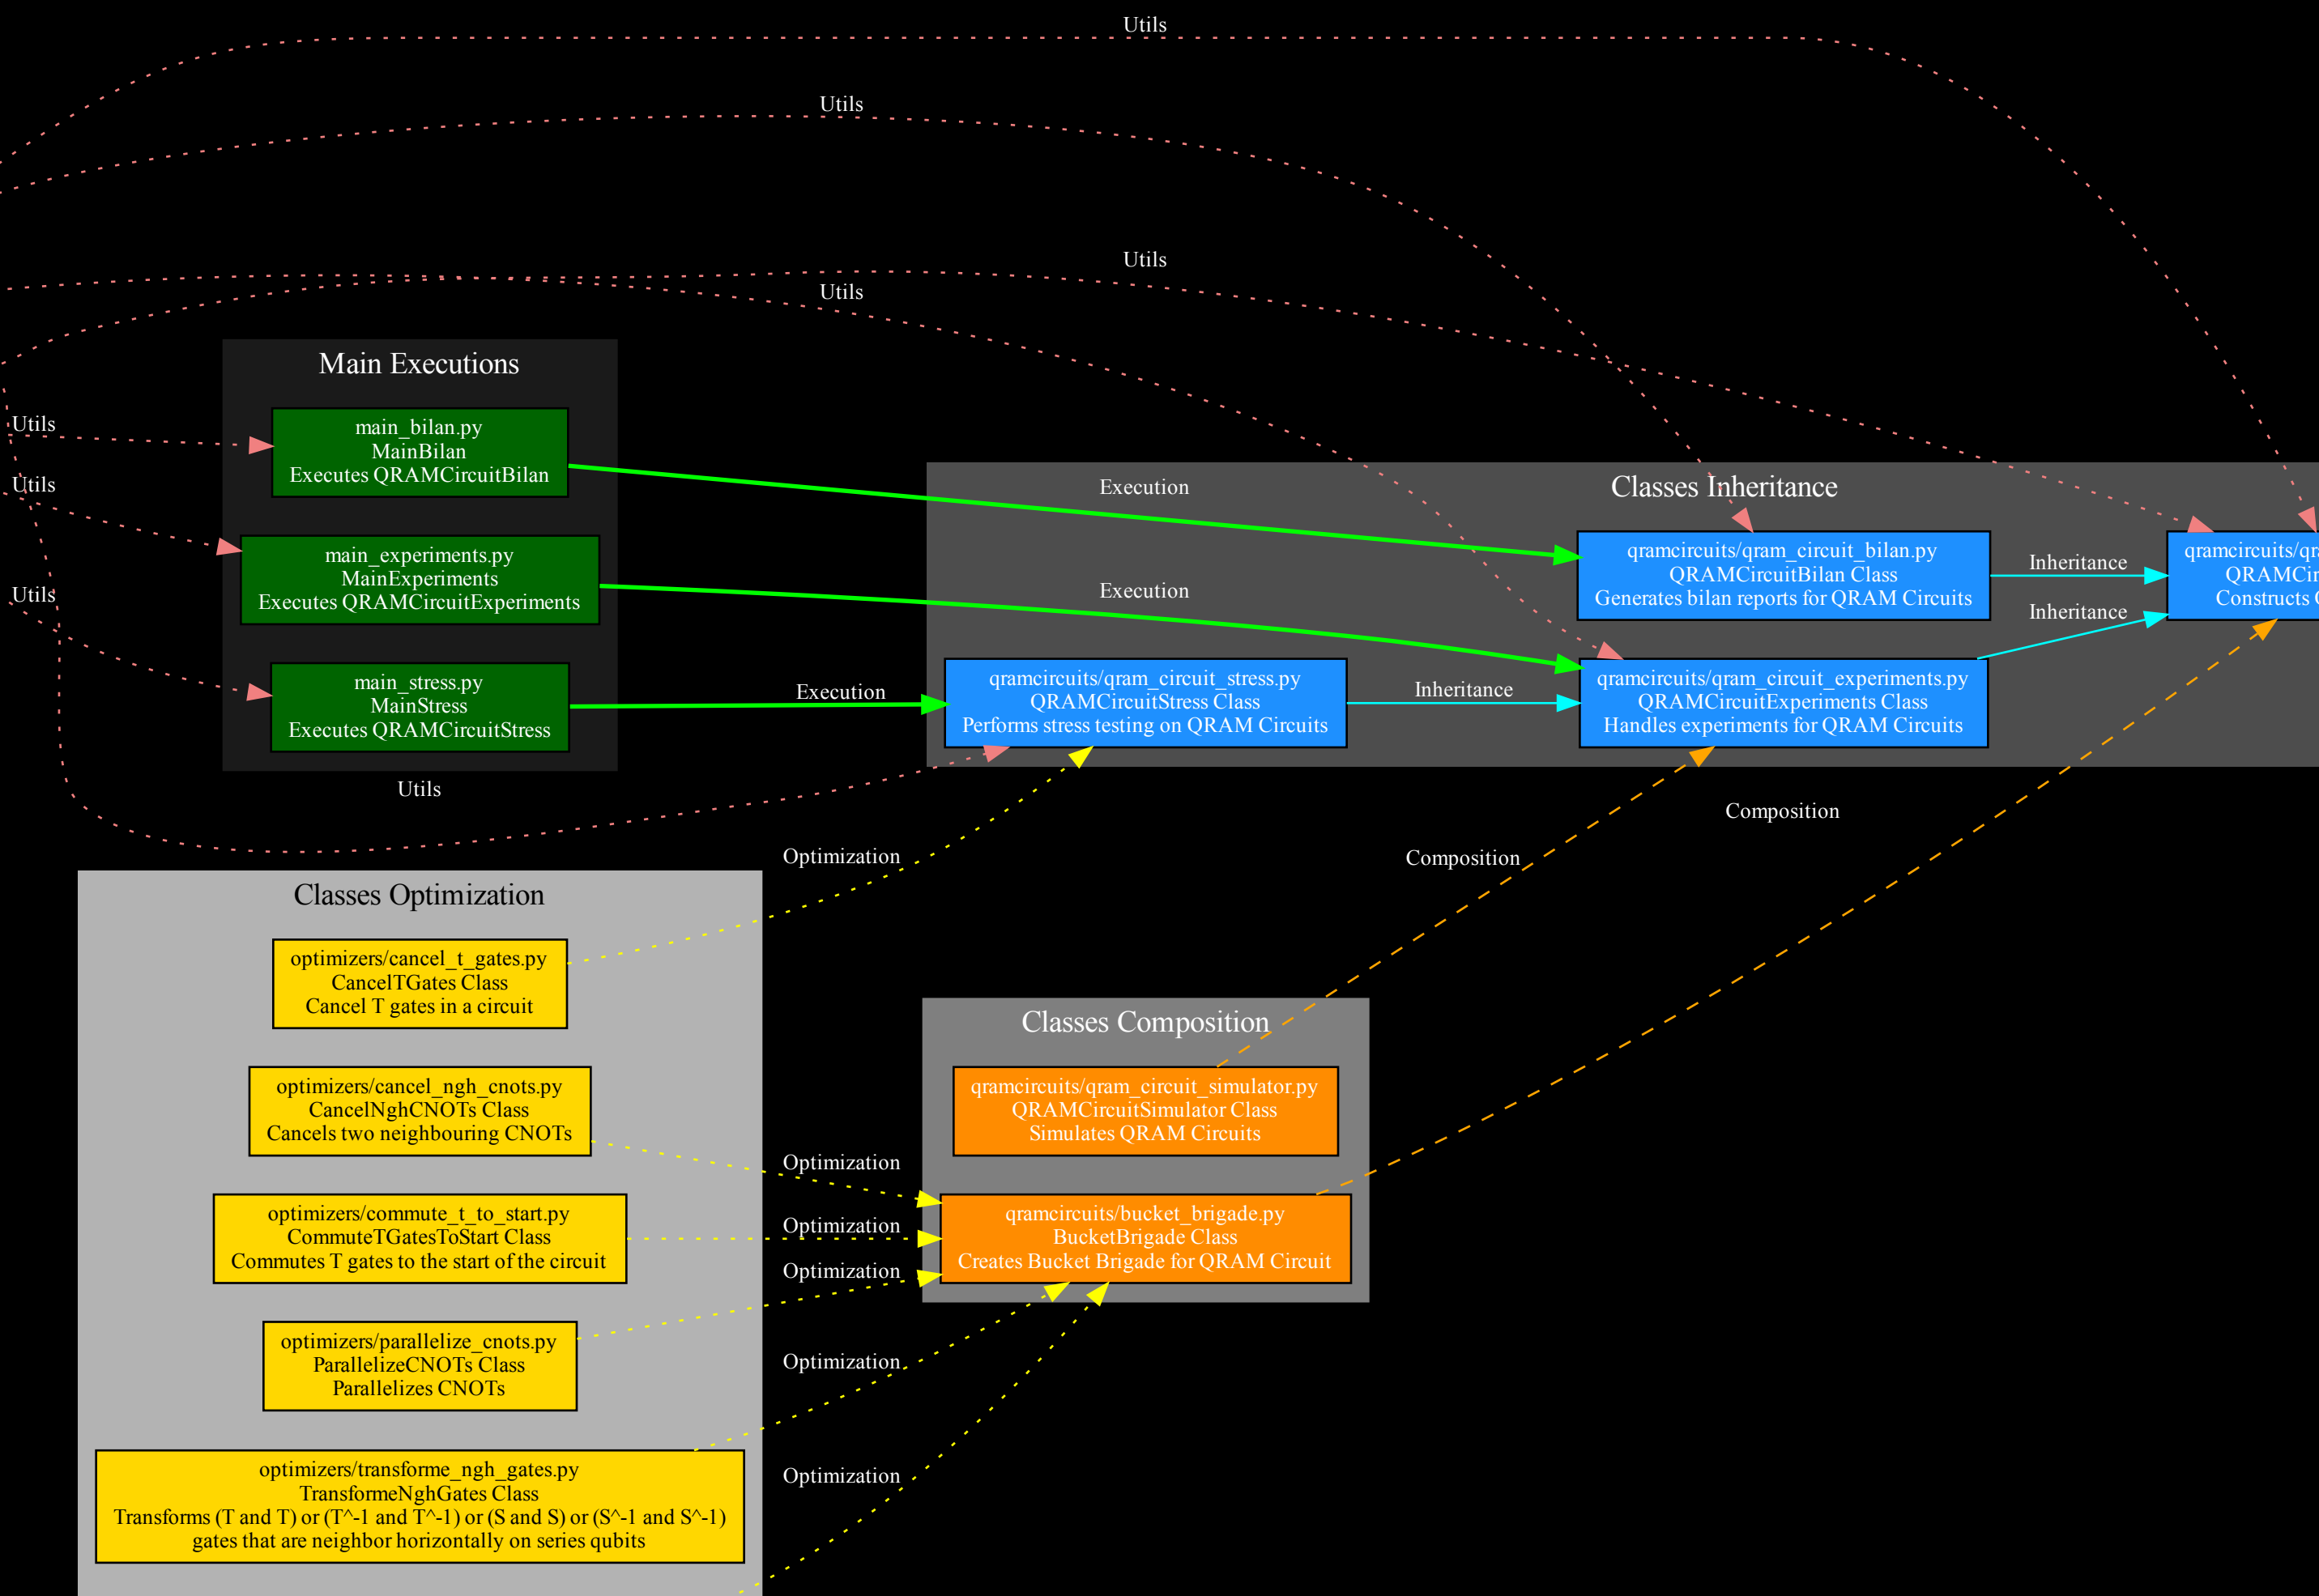 Utils
Utils
Utils
Utils
Main Executions
main_bilan.py
MainBilan
Executes QRAMCircuitBilan
Utils
main_experiments.py
MainExperiments
Executes QRAMCircuitExperiments
Utils
main_stress.py
MainStress
Executes QRAMCircuitStress
Utils
Utils
Execution
Execution
Execution
Classes Inheritance
qramcircuits/qram_circuit_bilan.py
QRAMCircuitBilan Class
Generates bilan reports for QRAM Circuits
Inheritance
Inheritance
qramcircuits/qra
QRAMCir
Constructs
qramcircuits/qram_circuit_stress.py
QRAMCircuitStress Class
Performs stress testing on QRAM Circuits
Inheritance
qramcircuits/qram_circuit_experiments.py
QRAMCircuitExperiments Class
Handles experiments for QRAM Circuits
Composition
Composition
Optimization
Classes Optimization
optimizers/cancel_t_gates.py
CancelTGates Class
Cancel T gates in a circuit
optimizers/cancel_ngh_cnots.py
CancelNghCNOTs Class
Cancels two neighbouring CNOTs
optimizers/commute_t_to_start.py
CommuteTGatesToStart Class
Commutes T gates to the start of the circuit
optimizers/parallelize_cnots.py
ParallelizeCNOTs Class
Parallelizes CNOTs
optimizers/transforme_ngh_gates.py
TransformeNghGates Class
Transforms (T and T) or (T^-1 and T^-1) or (S and S) or (S^-1 and S^-1)
gates that are neighbor horizontally on series qubits
Optimization
Optimization
Optimization
Optimization
Optimization
Classes Composition
qramcircuits/qram_circuit_simulator.py
QRAMCircuitSimulator Class
Simulates QRAM Circuits
qramcircuits/bucket_brigade.py
BucketBrigade Class
Creates Bucket Brigade for QRAM Circuit